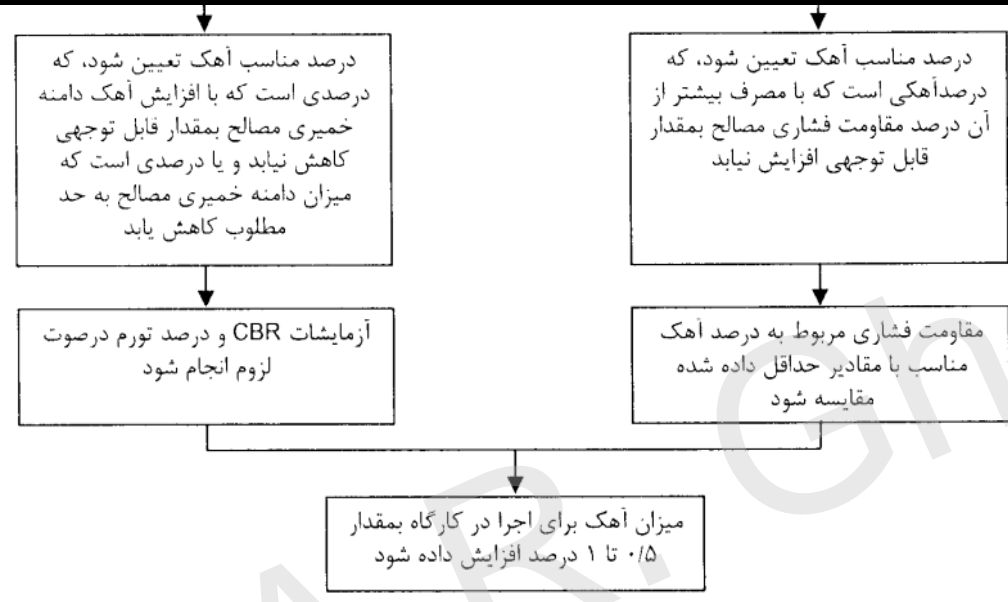 درصد مناسب آهک تعیین شود، که
درصدآهکی است که با مصرف بیشتر از
آن درصد مقاومت فشاری مصالح بمقدار
قابل توجهی افزایش نیابد
درصد مناسب آهک تعیین شود، که
درصدی است که با افزایش آهک دامنه
خمیری مصالح بمقدار قابل توجهی
کاهش نیابد و یا درصدی است که
میزان دامنه خمیری مصالح به حد
مطلوب کاهش یابد
مقاومت فشاری مربوط به درصد آهک
مناسب با مقادیر حداقل داده شده
مقایسه شود
آزمایشات CBR و درصد تورم درصوت
لزوم انجام شود
میزان آهک برای اجرا در کارگاه بمقدار
۰/۵ تا ۱ درصد افزایش داده شود
A.R. Gh